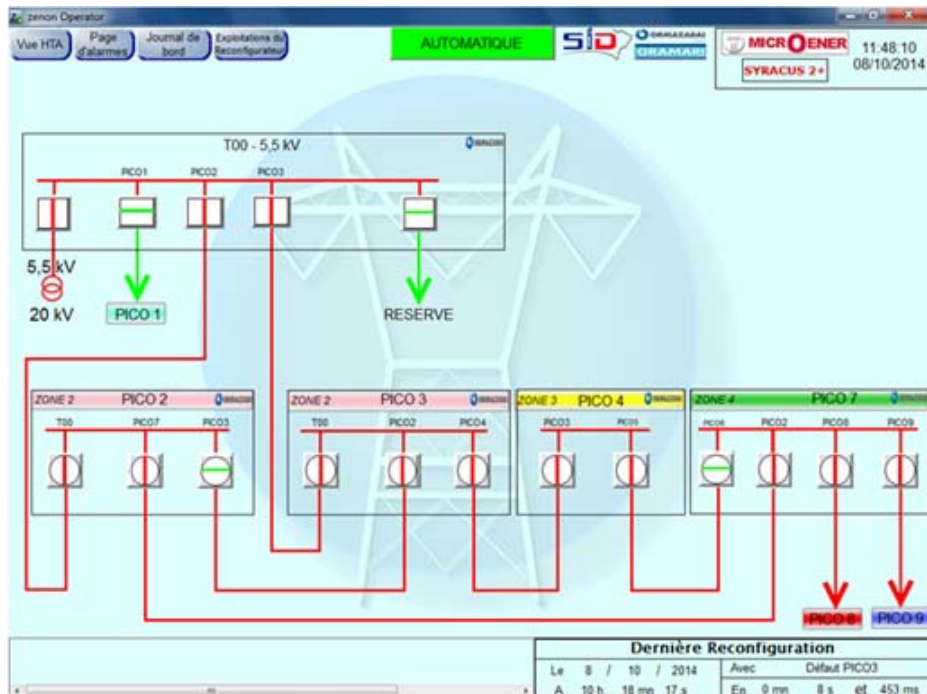 zenon Operator
Vue HTA
Page d'alarmes
Journal de bord
Exploitations du Reconfigurateur
AUTOMATIQUE
SID
ORMAZABAL
ORAMARI
MICROENER
SYRACUS 2+
11:48:10
08/10/2014
T00 - 5,5 kV
PICO1 PICO2 PICO3
5,5 kV
20 kV
PICO 1
RESERVE
ZONE 2 PICO 2
T00 PICO7 PICO3
ZONE 2 PICO 3
T00 PICO2 PICO4
ZONE 3 PICO 4
PICO3 PICO5
ZONE 4 PICO 7
PICO6 PICO2 PICO8 PICO9
PICO 8
PICO 9
Dernière Reconfiguration
Le 8 / 10 / 2014 Avec Défaut PICO3
A 10 h 18 mn 17 s En 0 mn 8 s et 453 ms